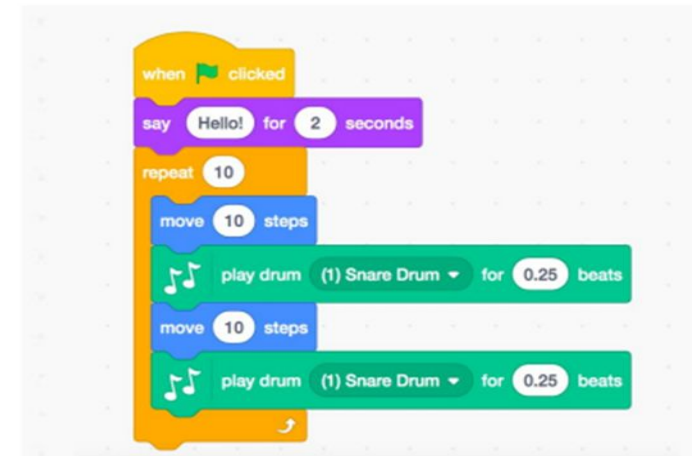 when clicked
say Hello! for 2 seconds
repeat 10
move 10 steps
play drum (1) Snare Drum for 0.25 beats
move 10 steps
play drum (1) Snare Drum for 0.25 beats